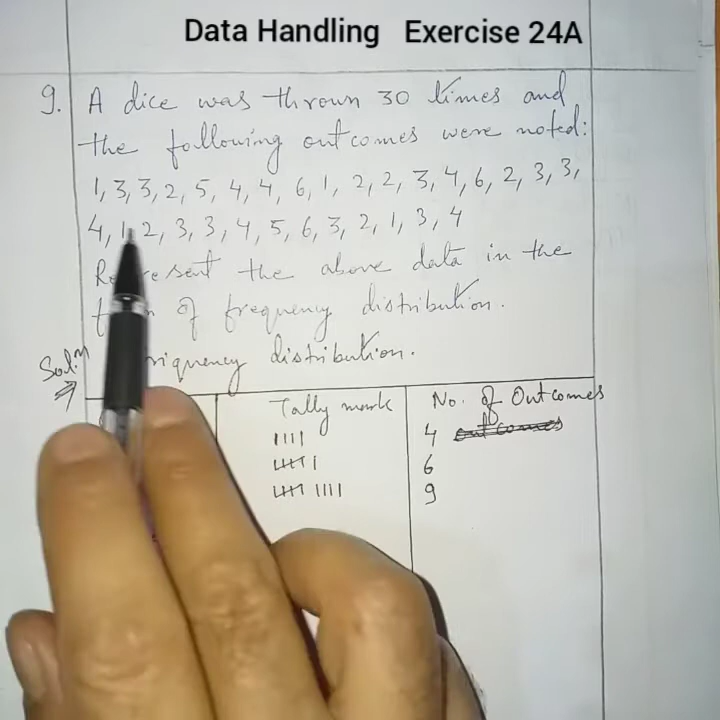 Data Handling Exercise 24A
9. A dice was thrown 30 times and
the following outcomes were noted:
1, 3, 3, 2, 5, 4, 4, 6, 1, 2, 2, 3, 4, 6, 2, 3, 3,
4, 1, 2, 3, 3, 4, 5, 6, 3, 2, 1, 3, 4
the above data in the
of frequency distribution.
Solⁿ distribution.
Tally mark No. of Outcomes
|||| 4 outcomes
6
9